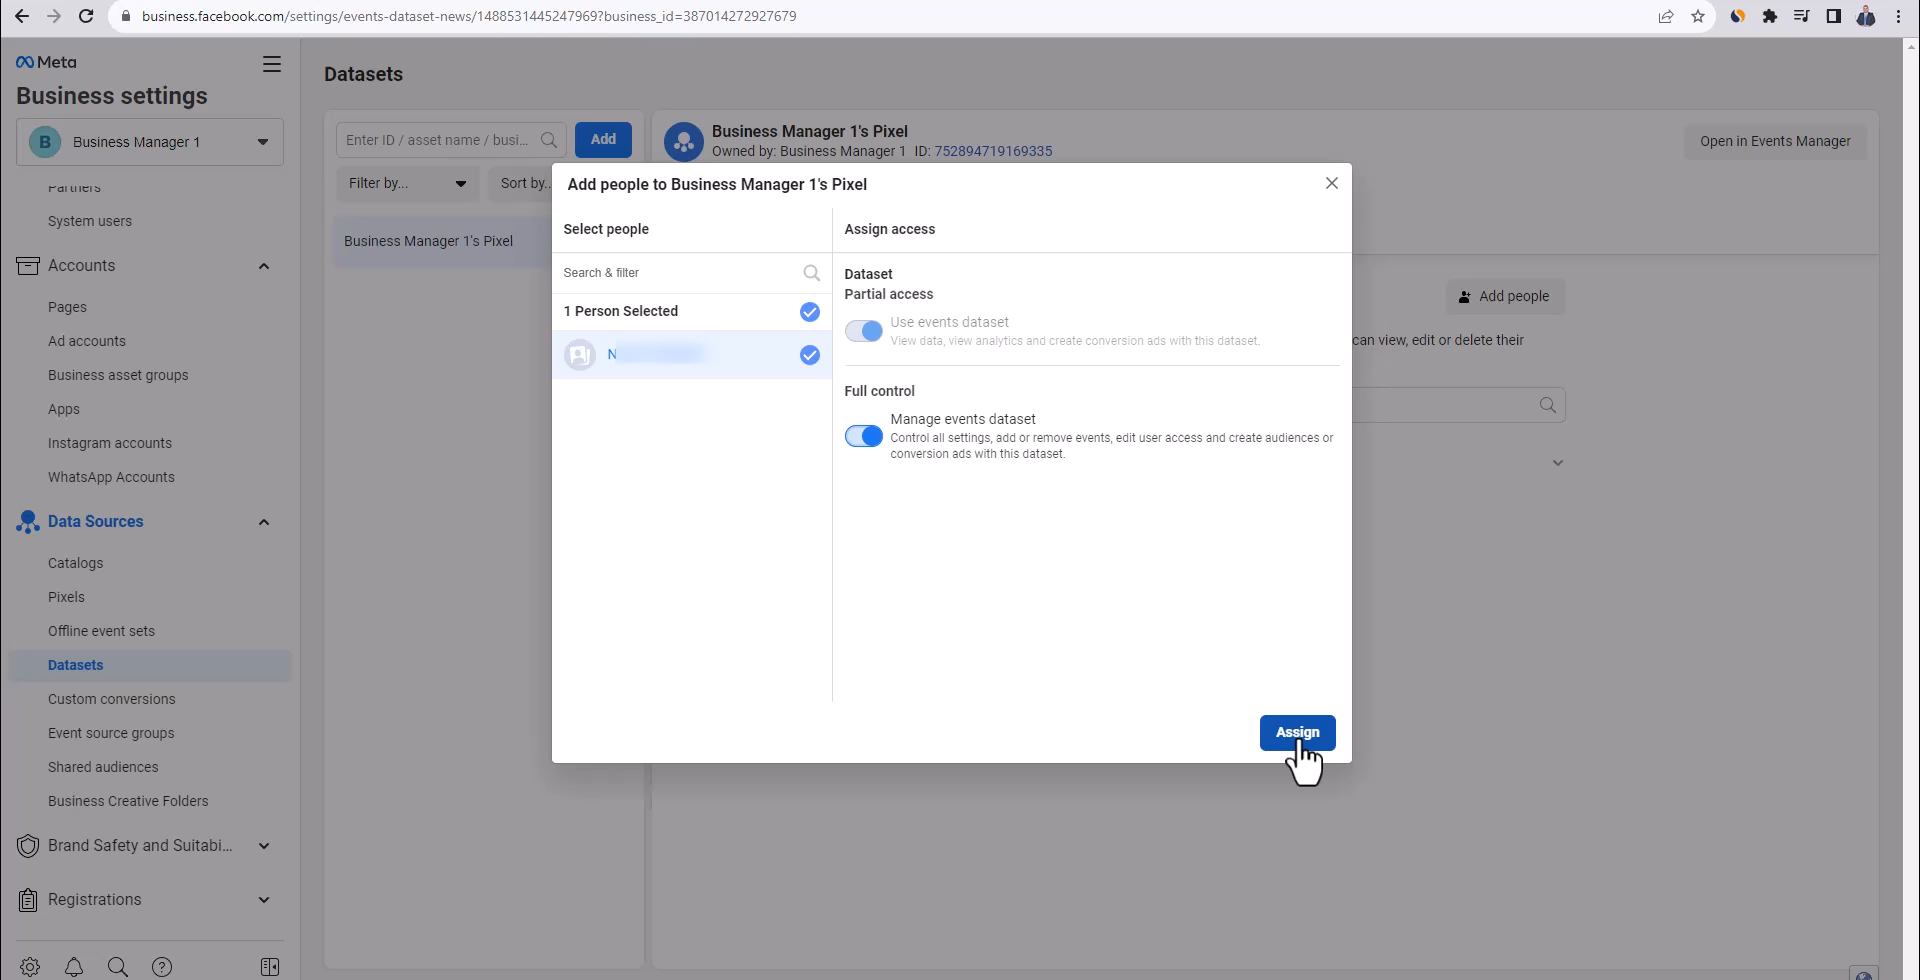 business.facebook.com/settings/events-dataset-news/1488531445247969?business_id=387014272927679
Meta
Business settings
B
Business Manager 1
Partners
System users
Accounts
Pages
Ad accounts
Business asset groups
Apps
Instagram accounts
WhatsApp Accounts
Data Sources
Catalogs
Pixels
Offline event sets
Datasets
Custom conversions
Event source groups
Shared audiences
Business Creative Folders
Brand Safety and Suitabi...
Registrations
Datasets
Enter ID / asset name / busi...
Add
Filter by...
Sort by..
Business Manager 1's Pixel
Business Manager 1's Pixel
Owned by: Business Manager 1 ID: 752894719169335
Open in Events Manager
Add people
can view, edit or delete their
Add people to Business Manager 1's Pixel
Select people
Search & filter
1 Person Selected
N
Assign access
Dataset
Partial access
Use events dataset
View data, view analytics and create conversion ads with this dataset.
Full control
Manage events dataset
Control all settings, add or remove events, edit user access and create audiences or
conversion ads with this dataset.
Assign